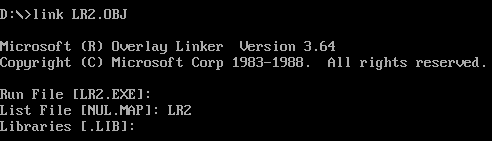 D:\>link LR2.OBJ
Microsoft (R) Overlay Linker  Version 3.64
Copyright (C) Microsoft Corp 1983-1988.  All rights reserved.
Run File [LR2.EXE]:
List File [NUL.MAP]: LR2
Libraries [.LIB]: